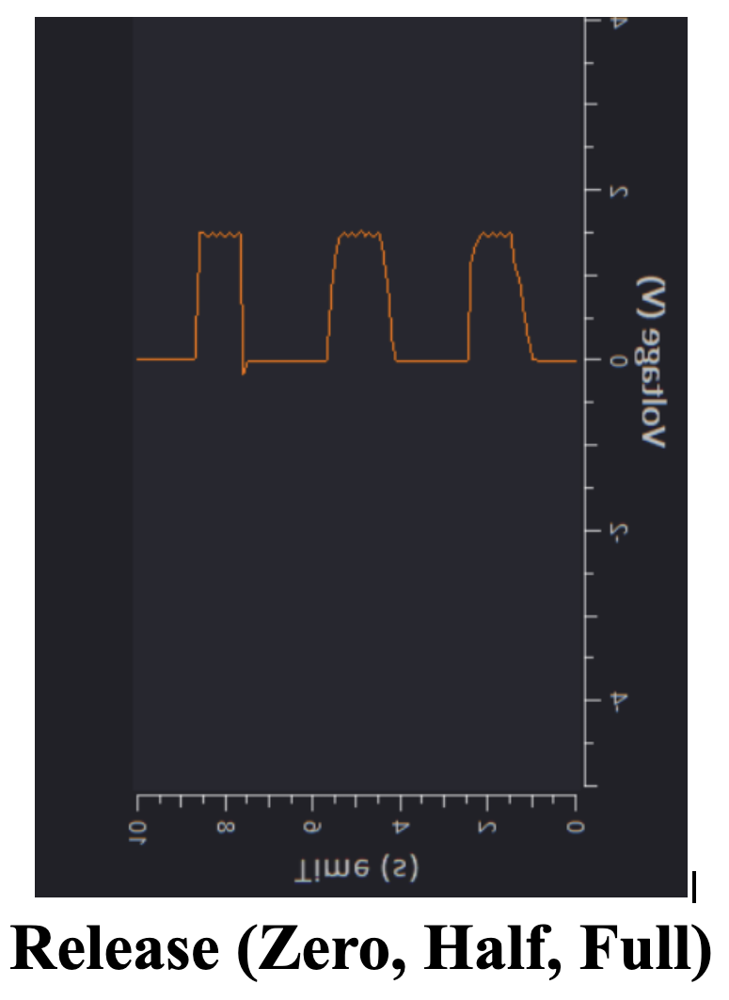 4
2
0
-2
-4
Voltage (V)
10 8 6 4 2 0
Time (s)
Release (Zero, Half, Full)